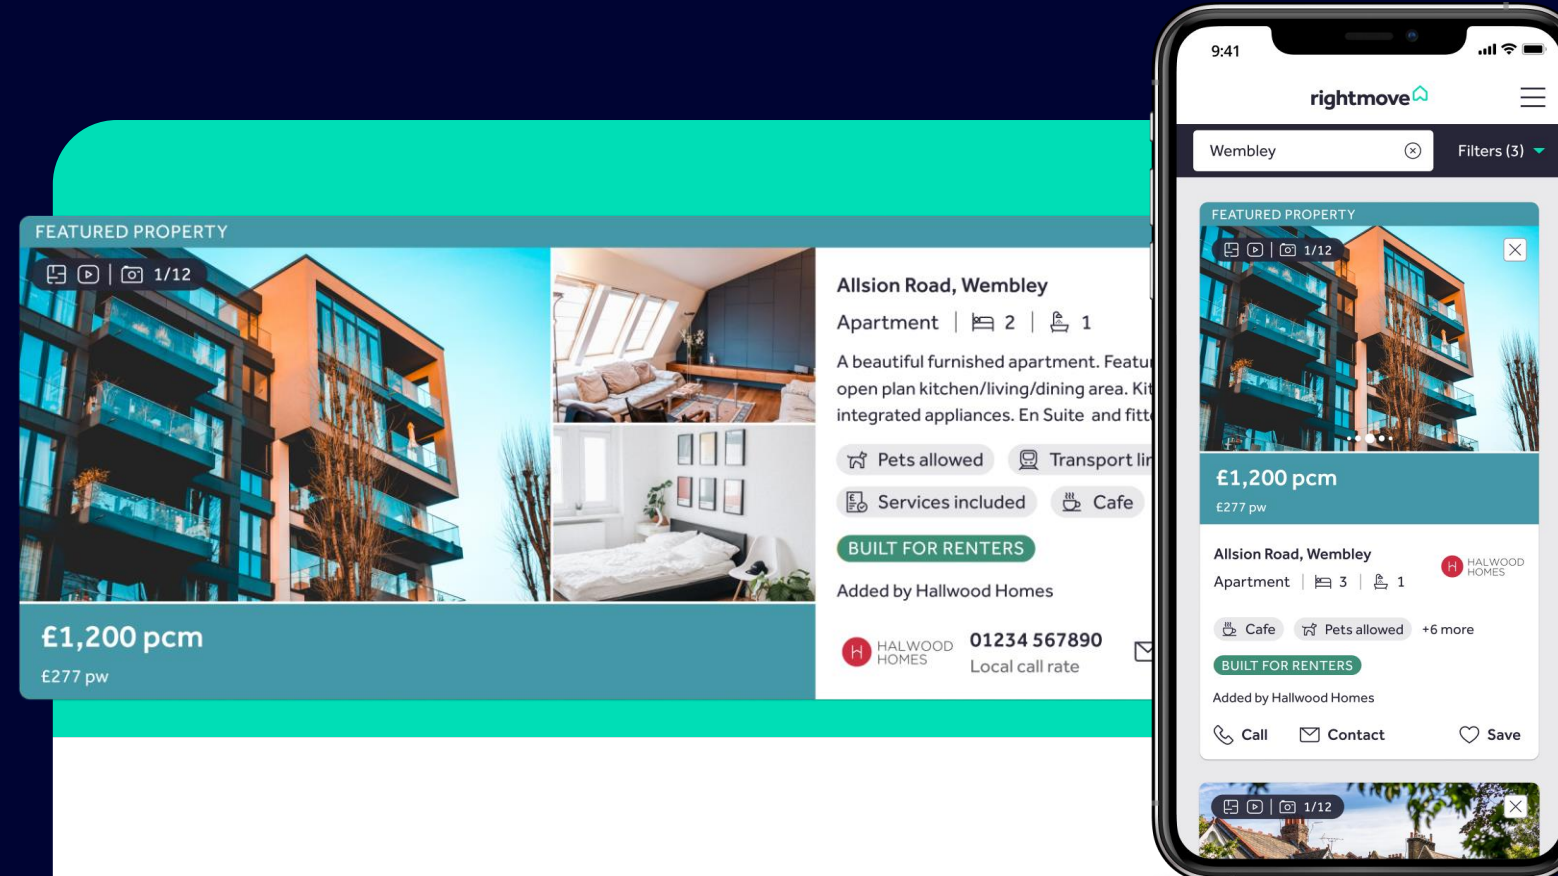 FEATURED PROPERTY
1/12
£1,200 pcm
£277 pw
Allsion Road, Wembley
Apartment | 2 | 1
A beautiful furnished apartment.
open plan kitchen/living/dining area.
integrated appliances. En Suite and
Pets allowed Transport
Services included Cafe
BUILT FOR RENTERS
Added by Hallwood Homes
HALWOOD
HOMES
01234 567890
Local call rate
9:41
rightmove
Wembley Filters (3)
FEATURED PROPERTY
1/12
£1,200 pcm
£277 pw
Allsion Road, Wembley
Apartment | 3 | 1
HALWOOD
HOMES
Cafe Pets allowed +6 more
BUILT FOR RENTERS
Added by Hallwood Homes
Call Contact Save
1/12